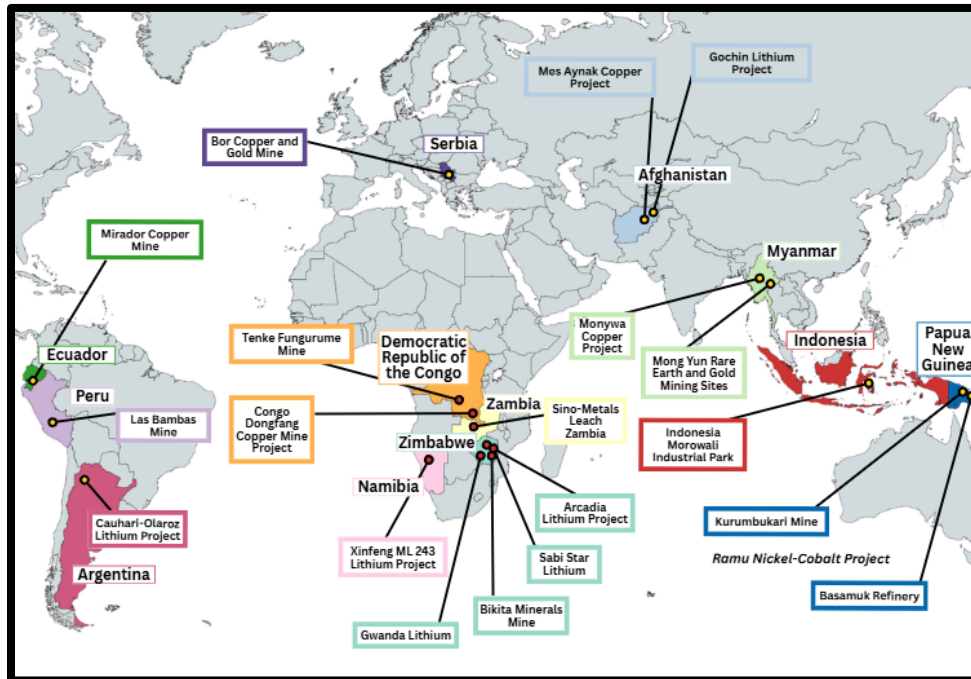 Gochin Lithium
Project
Mes Aynak Copper
Project
Bor Copper and
Gold Mine
Serbia
Afghanistan
Mirador Copper
Mine
Myanmar
Monywa
Copper
Project
Mong Yun Rare
Earth and Gold
Mining Sites
Indonesia
Papua
New
Guinea
Tenke Fungurume
Mine
Democratic
Republic of
the Congo
Ecuador
Peru
Las Bambas
Mine
Congo
Dongfang
Copper Mine
Project
Zambia
Sino-Metals
Leach
Zambia
Zimbabwe
Indonesia
Morowali
Industrial Park
Namibia
Arcadia
Lithium Project
Kurumbukari Mine
Cauhari-Olaroz
Lithium Project
Argentina
Xinfeng ML 243
Lithium Project
Sabi Star
Lithium
Ramu Nickel-Cobalt Project
Basamuk Refinery
Bikita Minerals
Mine
Gwanda Lithium